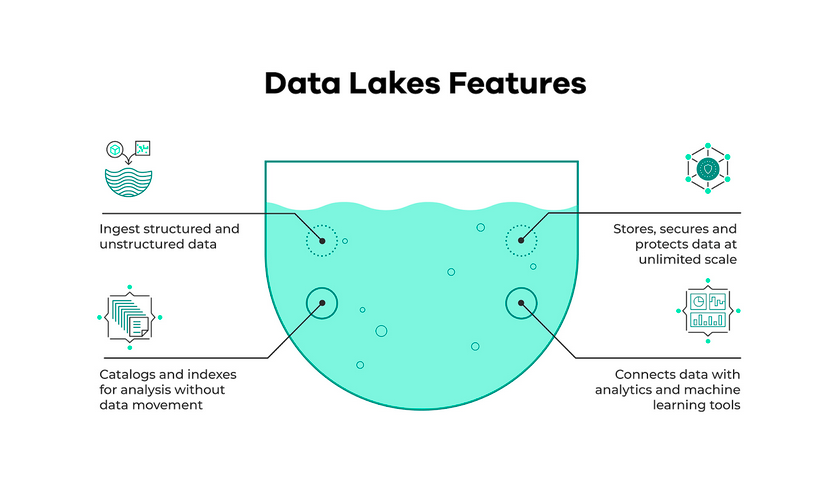 Data Lakes Features
Ingest structured and
unstructured data
Stores, secures and
protects data at
unlimited scale
Catalogs and indexes
for analysis without
data movement
Connects data with
analytics and machine
learning tools